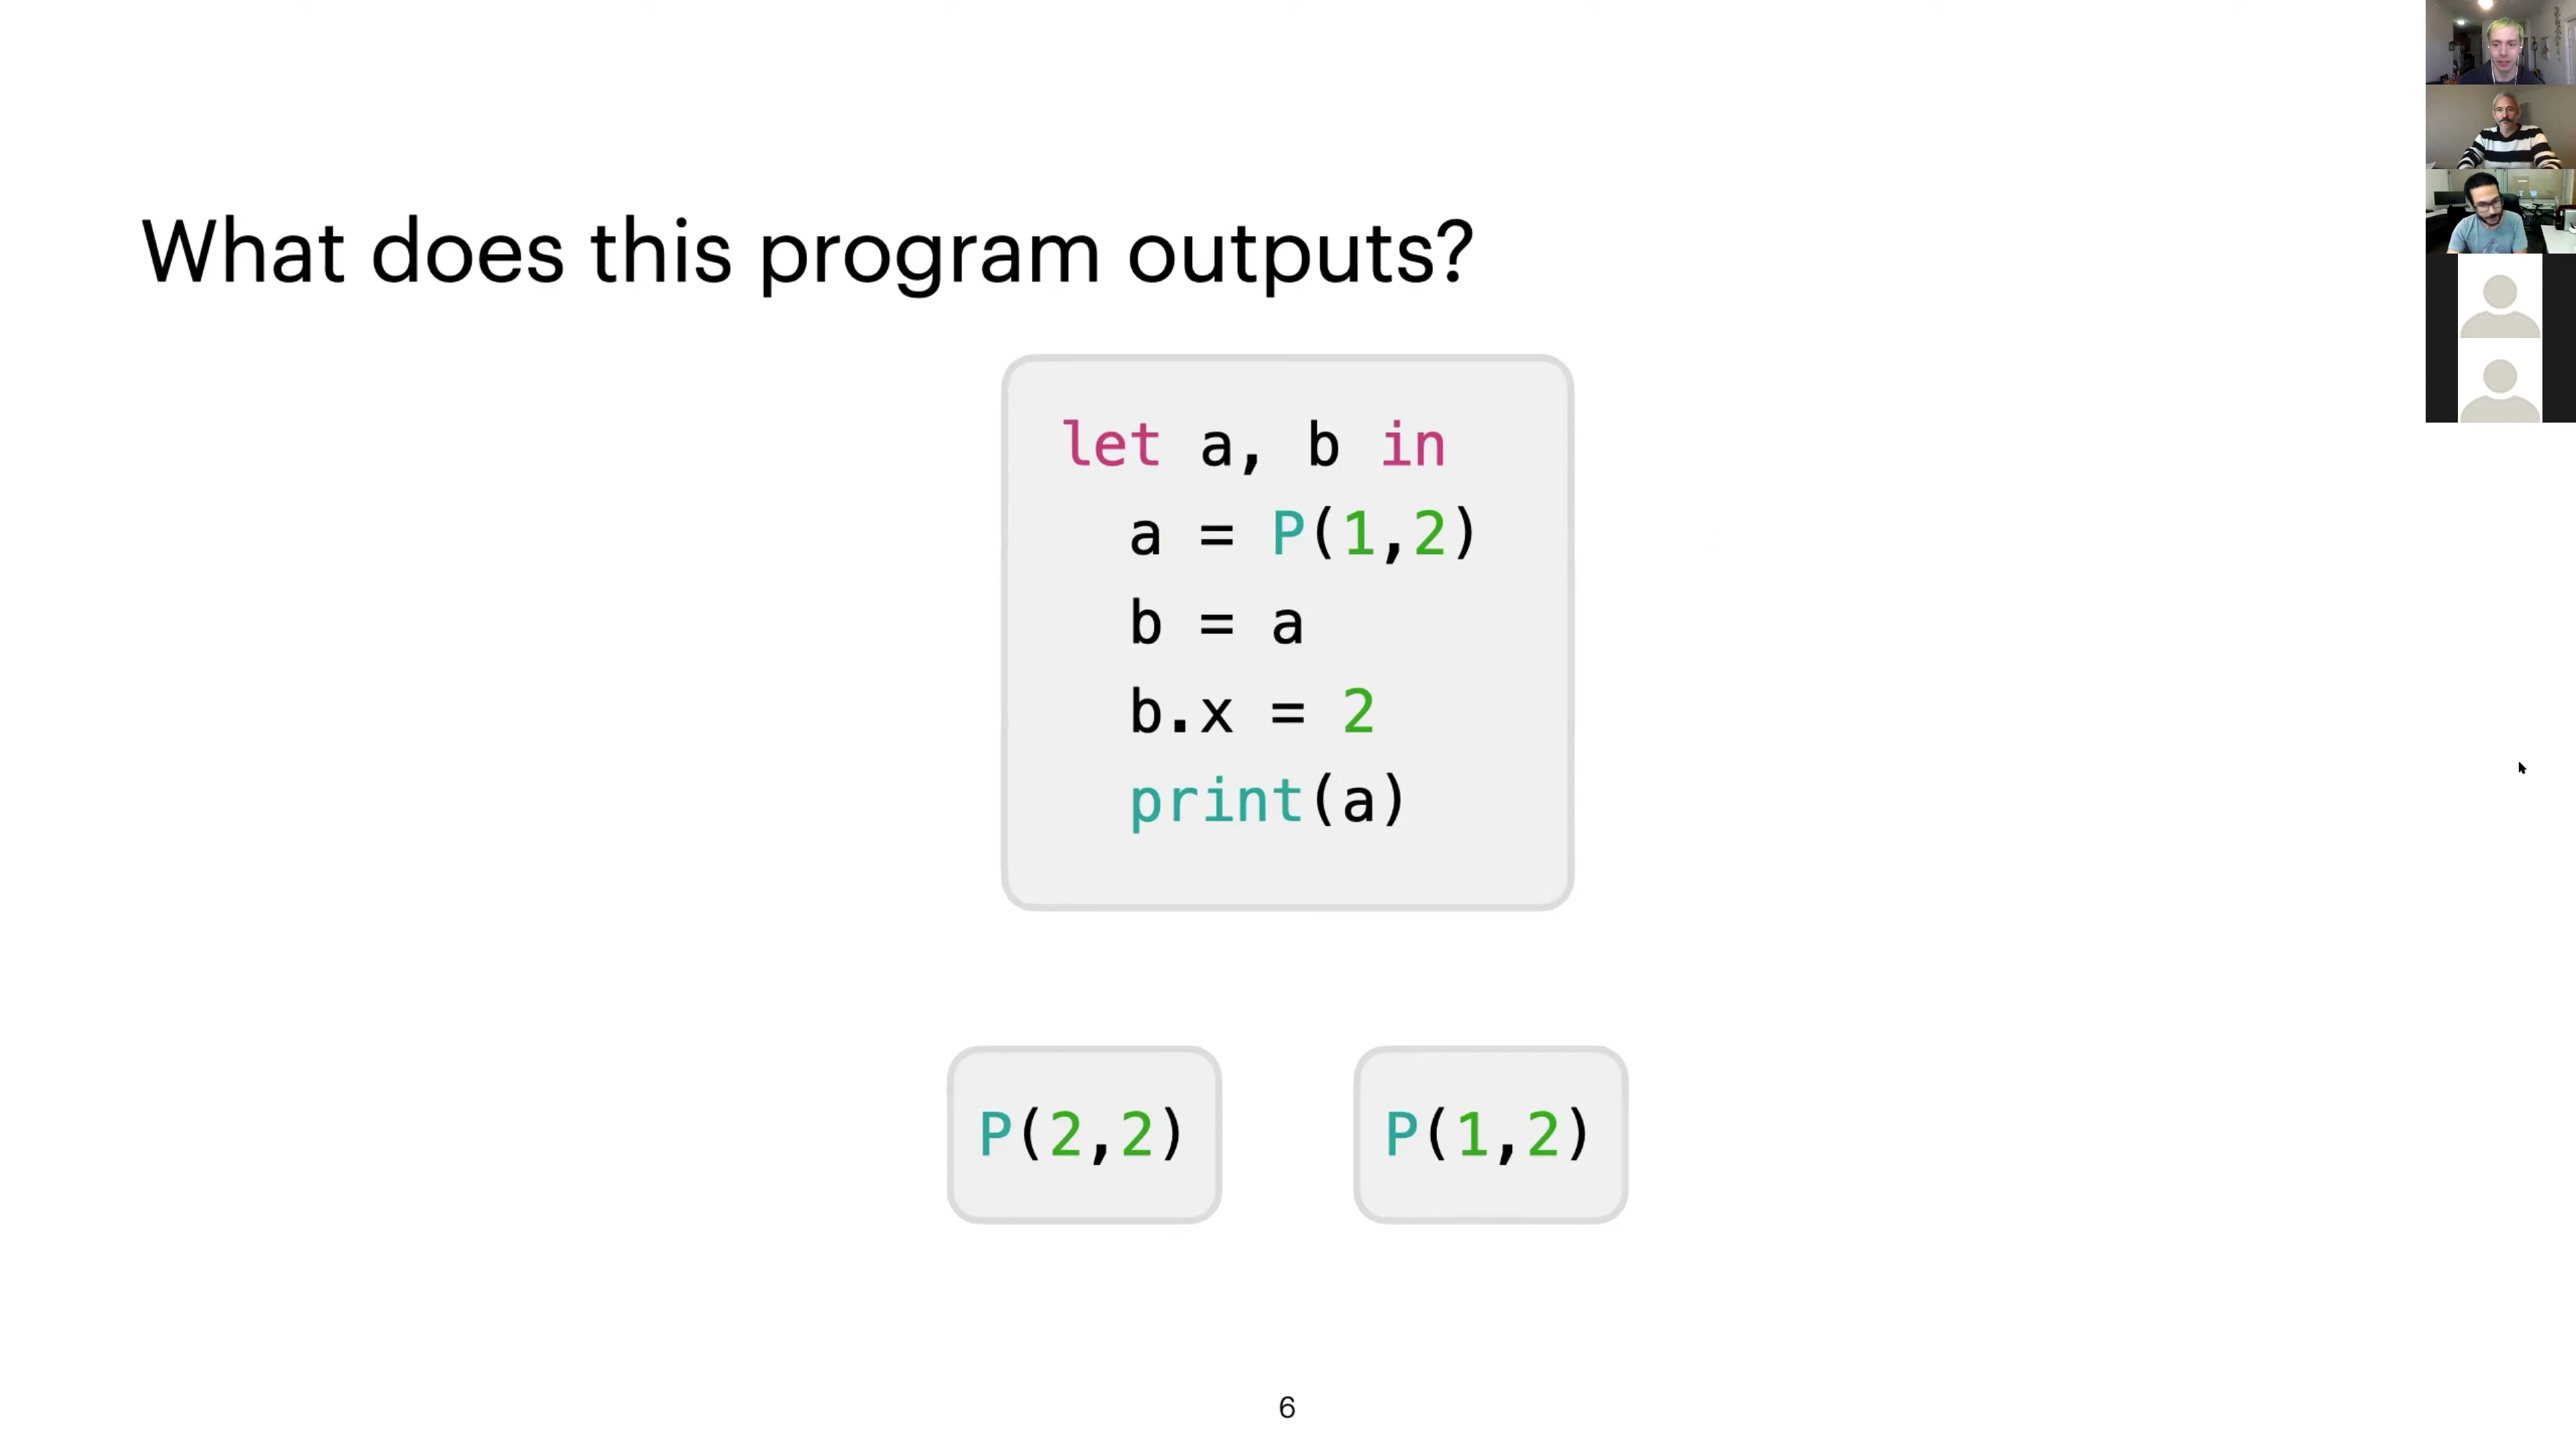 What does this program outputs?
let a, b in
a = P(1,2)
b = a
b.x = 2
print(a)
P(2,2)
P(1,2)
6